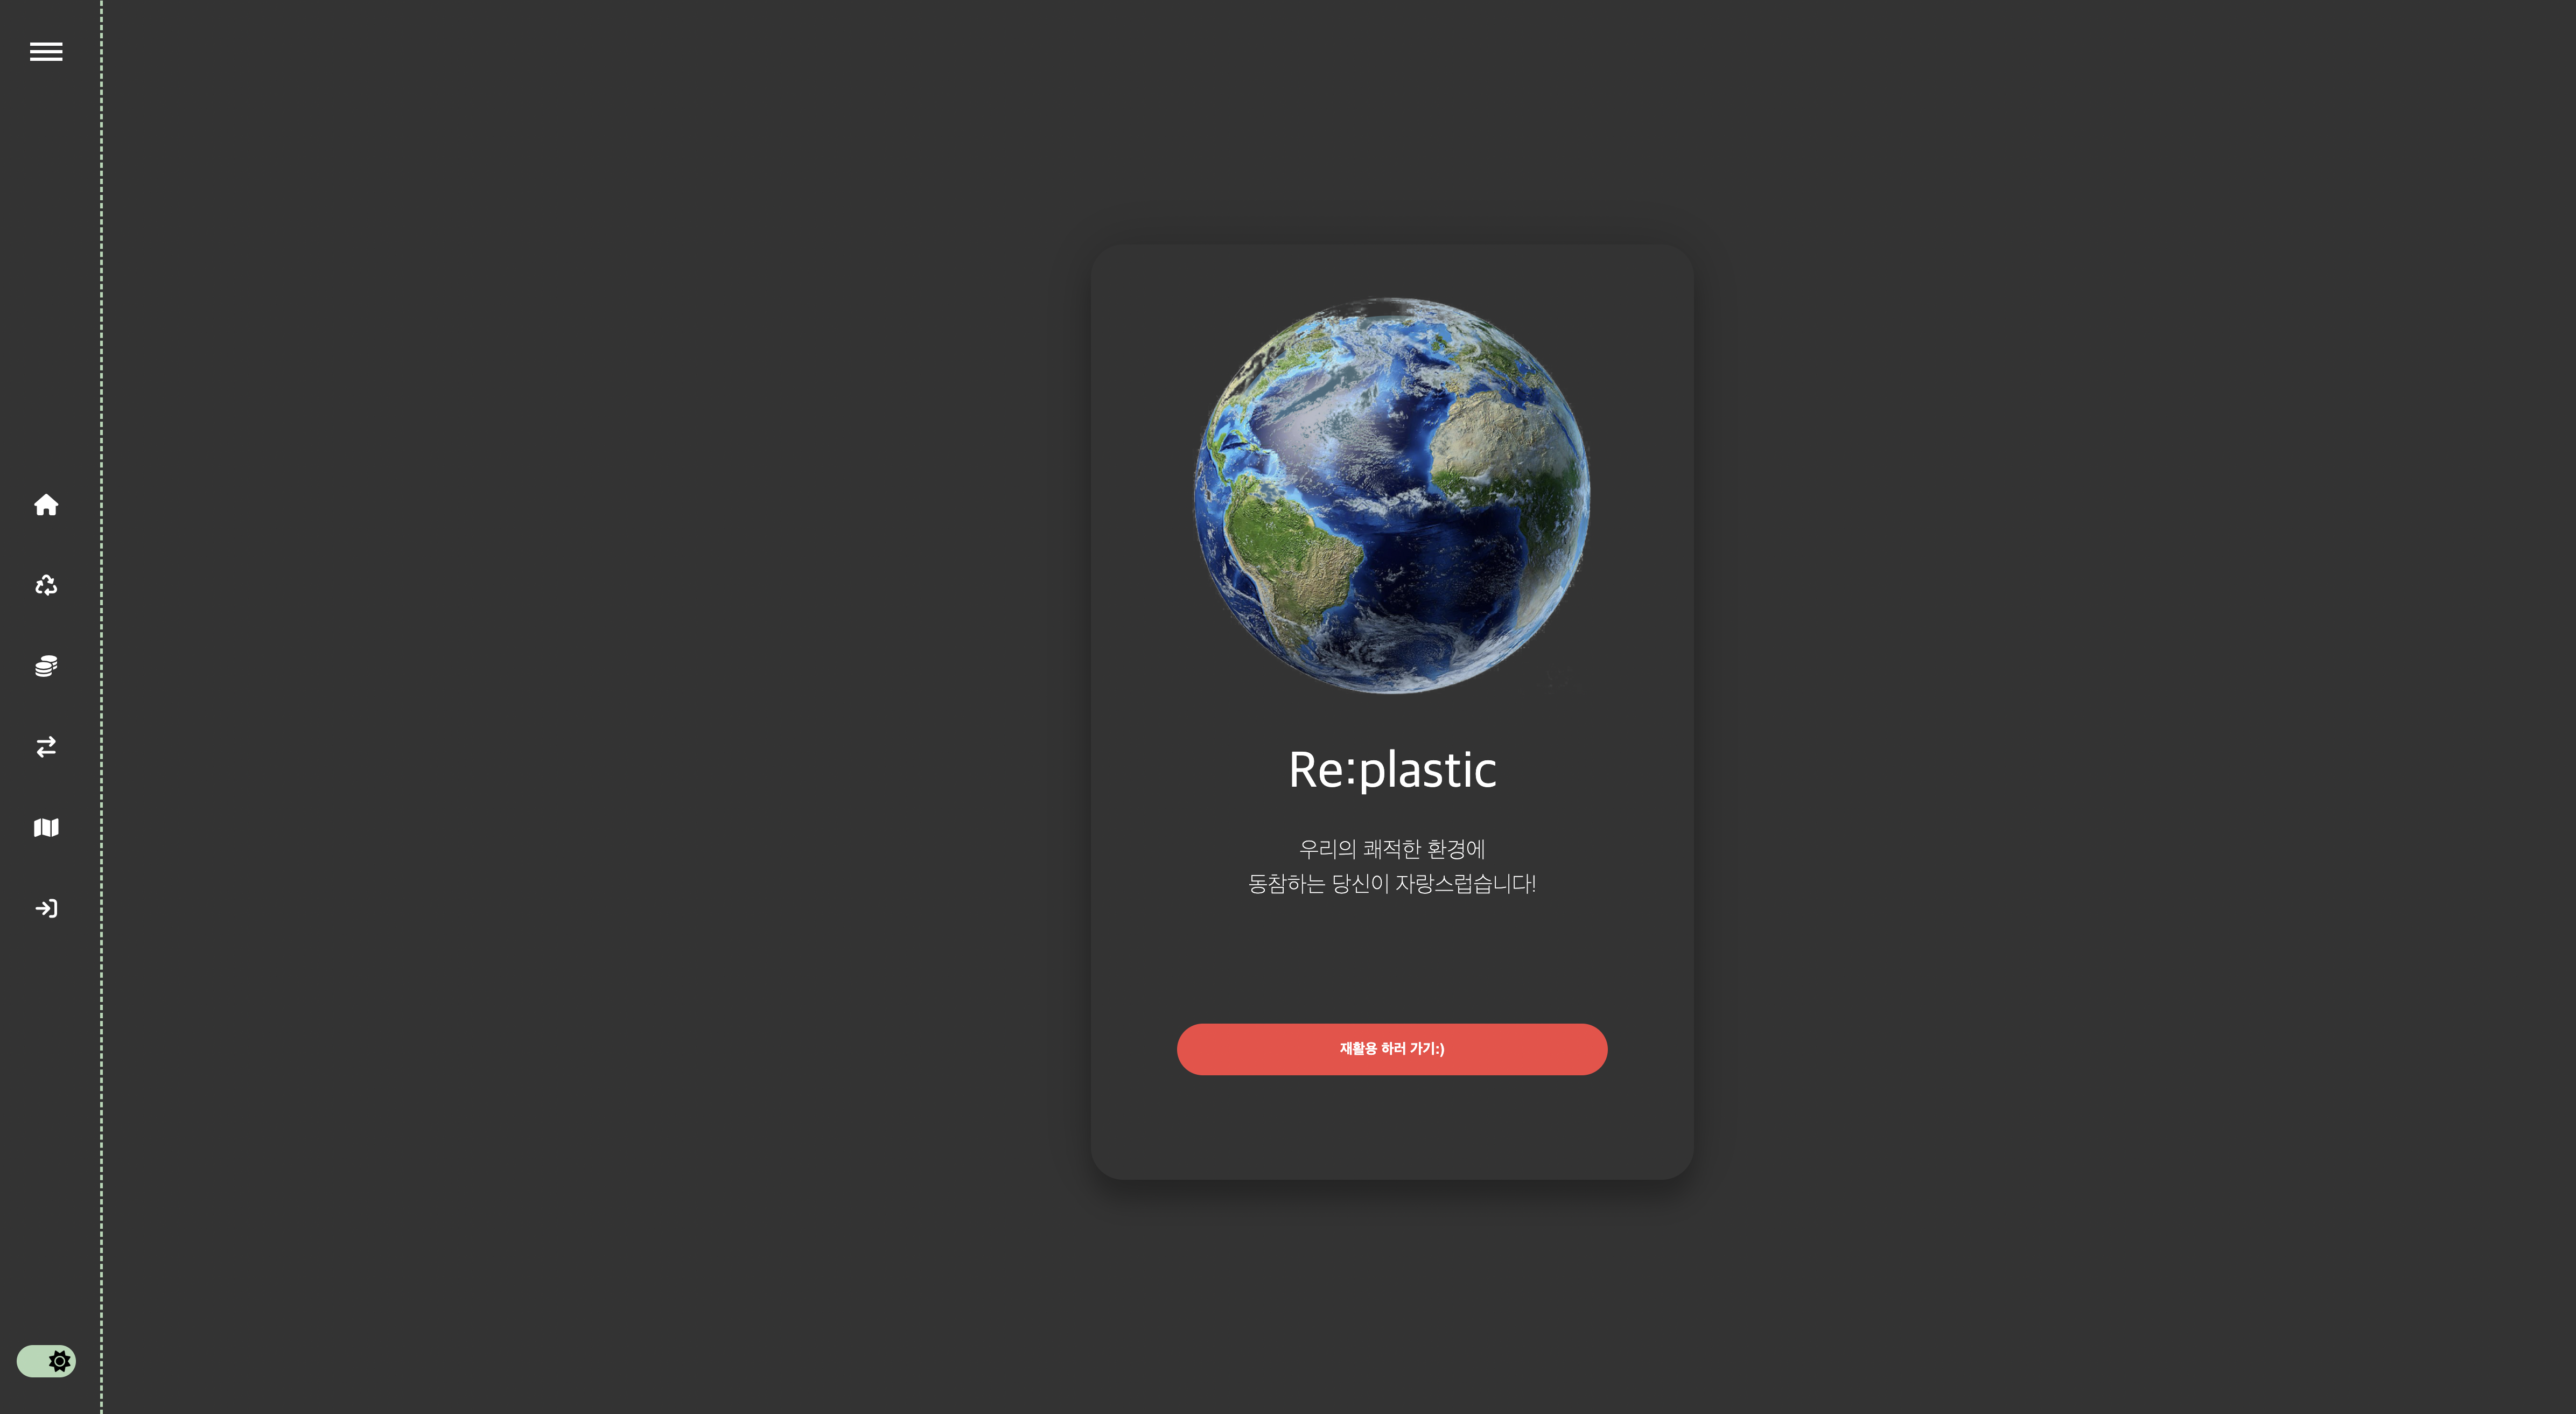 Re:plastic
우리의 쾌적한 환경에
동참하는 당신이 자랑스럽습니다!
재활용 하러 가기:)